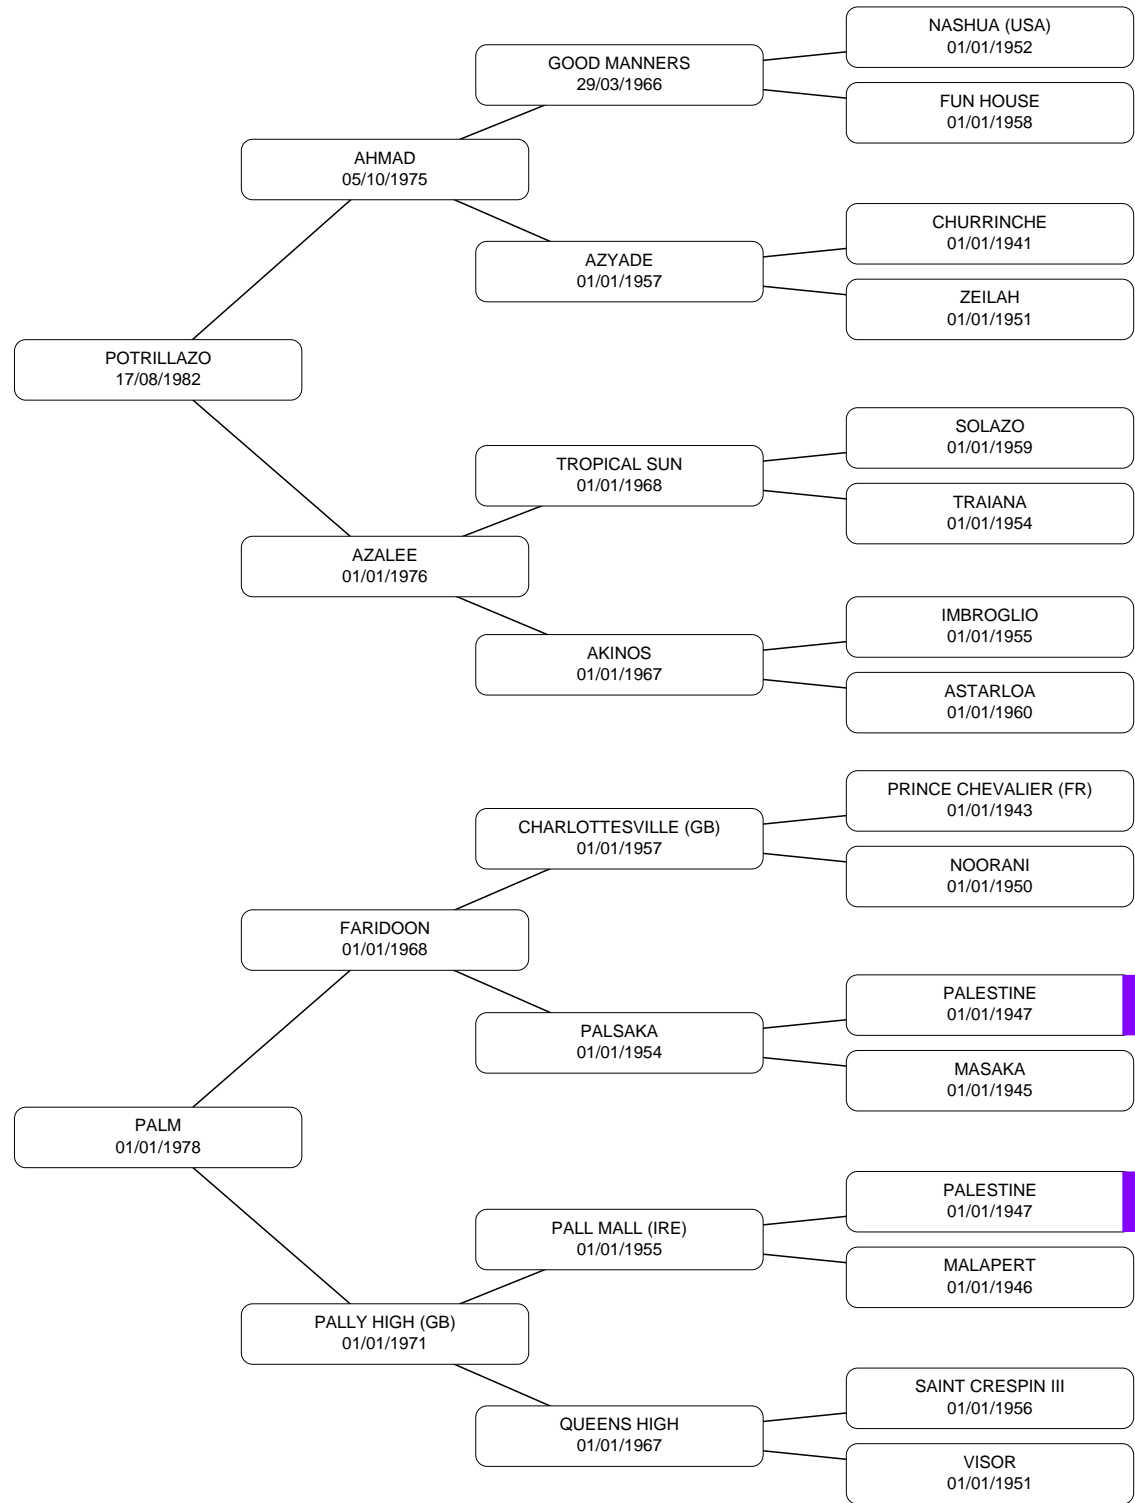 NASHUA (USA)
01/01/1952
GOOD MANNERS
29/03/1966
FUN HOUSE
01/01/1958
AHMAD
05/10/1975
CHURRINCHE
01/01/1941
AZYADE
01/01/1957
ZEILAH
01/01/1951
POTRILLAZO
17/08/1982
SOLAZO
01/01/1959
TROPICAL SUN
01/01/1968
TRAIANA
01/01/1954
AZALEE
01/01/1976
IMBROGLIO
01/01/1955
AKINOS
01/01/1967
ASTARLOA
01/01/1960
PRINCE CHEVALIER (FR)
01/01/1943
CHARLOTTESVILLE (GB)
01/01/1957
NOORANI
01/01/1950
FARIDOON
01/01/1968
PALESTINE
01/01/1947
PALSAKA
01/01/1954
MASAKA
01/01/1945
PALM
01/01/1978
PALESTINE
01/01/1947
PALL MALL (IRE)
01/01/1955
MALAPERT
01/01/1946
PALLY HIGH (GB)
01/01/1971
SAINT CRESPIN III
01/01/1956
QUEENS HIGH
01/01/1967
VISOR
01/01/1951